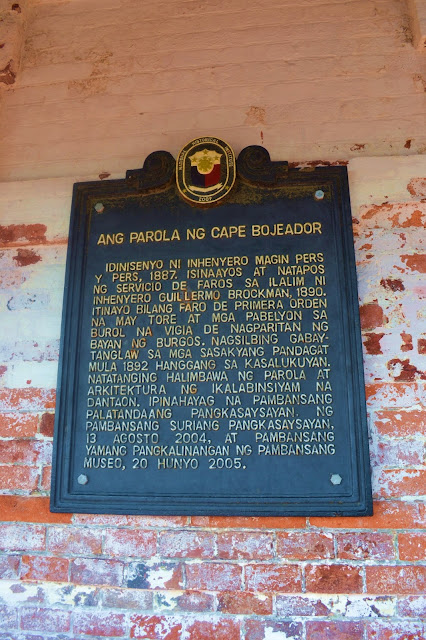 2007
ANG PAROLA NG CAPE BOJEADOR
IDINISENYO NI INHENYERO MAGIN PERS
Y PERS, 1887. ISINAAYOS AT NATAPOS
NG SERVICIO DE FAROS SA ILALIM NI
INHENYERO GUILLERMO BROCKMAN, 1890.
ITINAYO BILANG FARO DE PRIMERA ORDEN
NA MAY TORE AT MGA PABELYON SA
BUROL NA VIGIA DE NAGPARITAN NG
BAYAN NG BURGOS. NAGSILBING GABAY-
TANGLAW SA MGA SASAKYANG PANDAGAT
MULA 1892 HANGGANG SA KASALUKUYAN.
NATATANGING HALIMBAWA NG PAROLA AT
ARKITEKTURA NG IKALABINSIYAM NA
DANTAON. IPINAHAYAG NA PAMBANSANG
PALATANDAANG PANGKASAYSAYAN. NG
PAMBANSANG SURIANG PANGKASAYSAYAN,
13 AGOSTO 2004, AT PAMBANSANG
YAMANG PANGKALINANGAN NG PAMBANSANG
MUSEO, 20 HUNYO 2005.